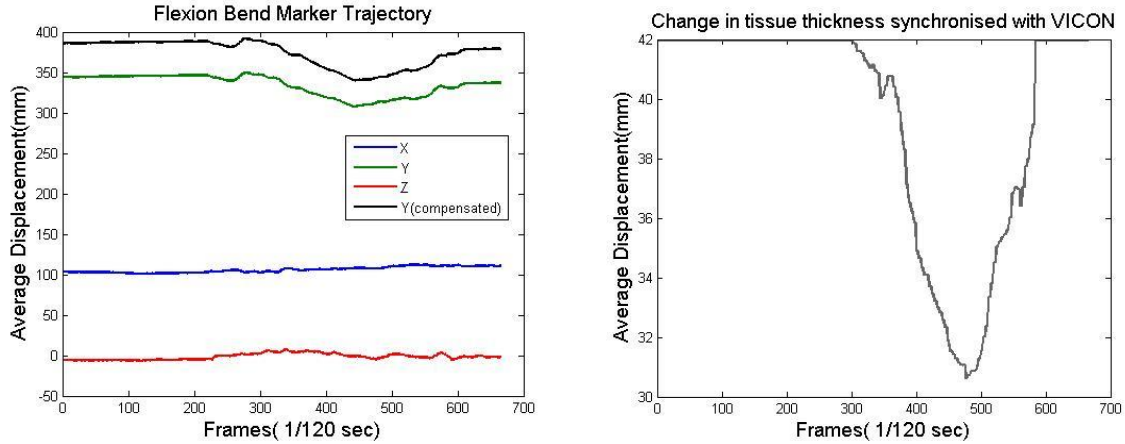 Flexion Bend Marker Trajectory
400
350
300
250
200
150
100
50
0
-50
Average Displacement(mm)
X
Y
Z
Y(compensated)
0 100 200 300 400 500 600 700
Frames( 1/120 sec)
Change in tissue thickness synchronised with VICON
42
40
38
36
34
32
30
Average Displacement(mm)
31
0 100 200 300 400 500 600 700
Frames( 1/120 sec)